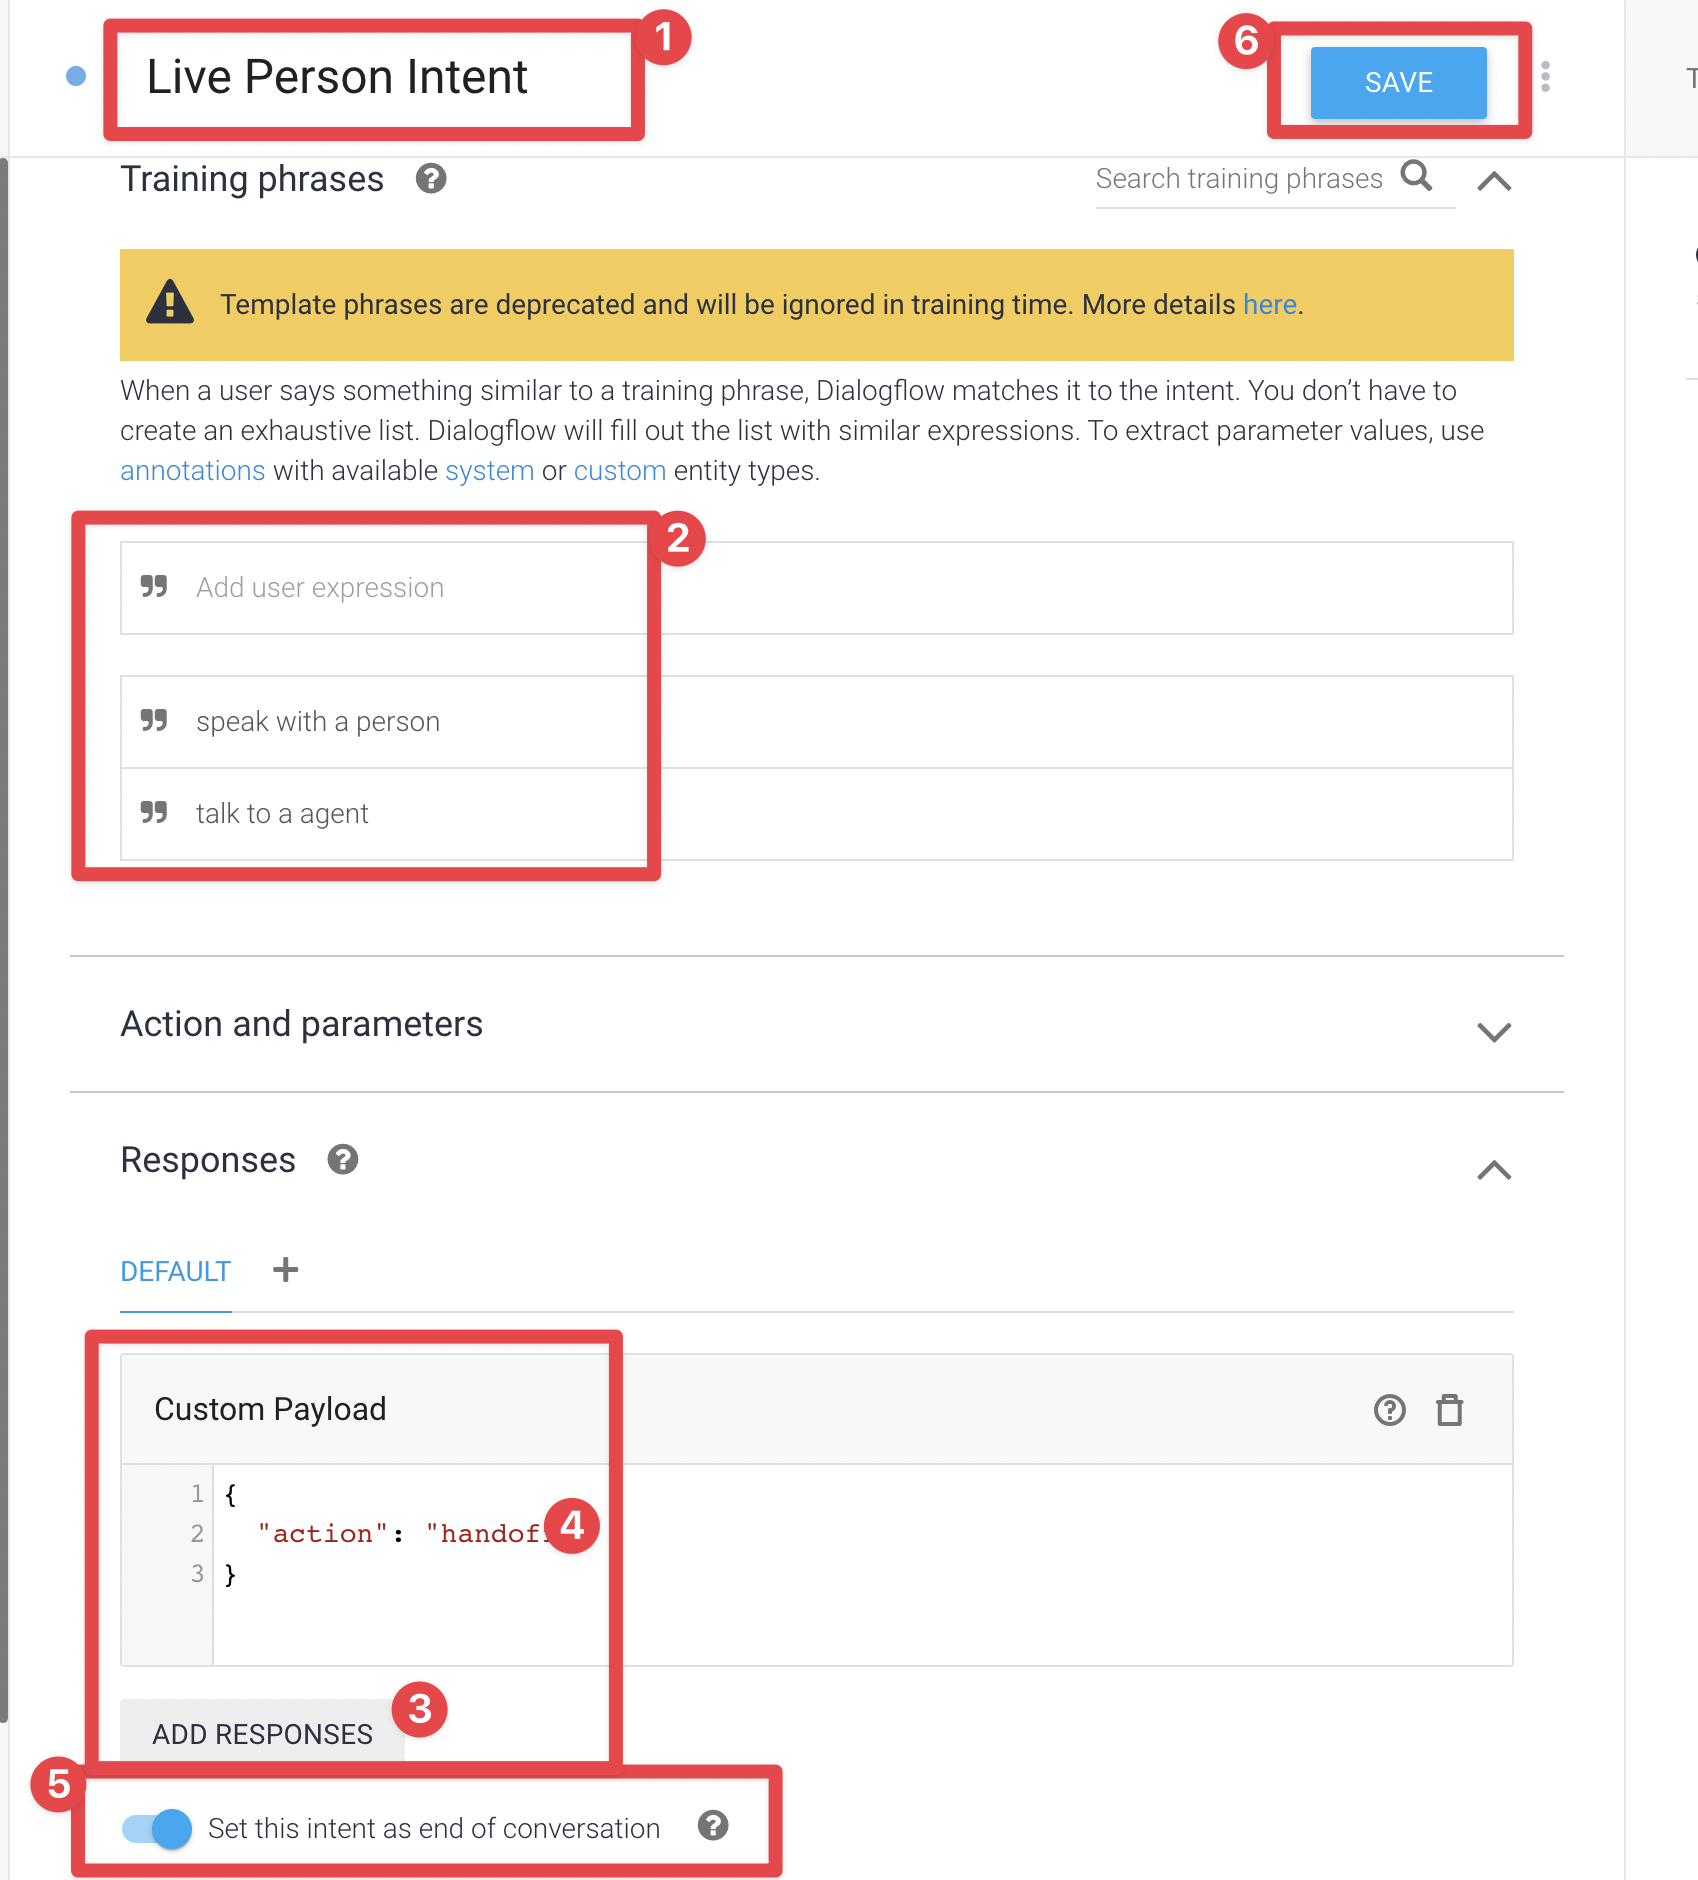 1
Live Person Intent
6
SAVE
Training phrases ?
Search training phrases
Template phrases are deprecated and will be ignored in training time. More details here.
When a user says something similar to a training phrase, Dialogflow matches it to the intent. You don’t have to
create an exhaustive list. Dialogflow will fill out the list with similar expressions. To extract parameter values, use
annotations with available system or custom entity types.
2
Add user expression
speak with a person
talk to a agent
Action and parameters
Responses ?
DEFAULT +
Custom Payload ?
1 {
2 "action":
4
3 }
3
ADD RESPONSES
5
Set this intent as end of conversation ?